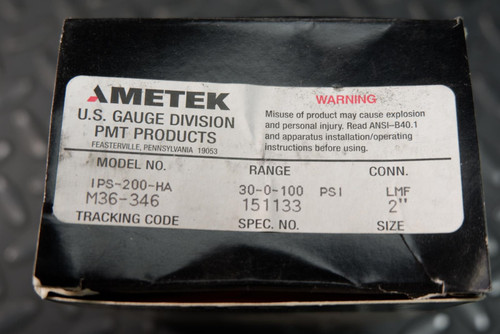 AMETEK
U.S. GAUGE DIVISION
PMT PRODUCTS
FEASTERVILLE, PENNSYLVANIA 19053
WARNING
Misuse of product may cause explosion
and personal injury. Read ANSI–B40.1
and apparatus installation/operating
instructions before using.
MODEL NO. RANGE CONN.
IPS-200-HA 30-0-100 PSI LMF
M36-346 151133 2"
TRACKING CODE SPEC. NO. SIZE